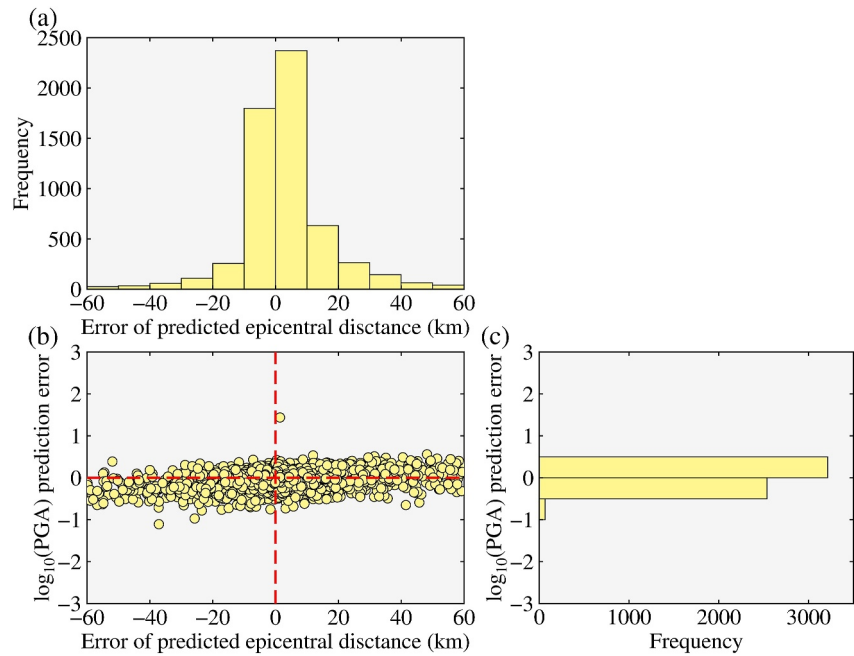 (a)
2500
2000
1500
1000
500
0
Frequency
−60 −40 −20 0 20 40 60
Error of predicted epicentral disctance (km)
(b)
3
2
1
0
−1
−2
−3
log10(PGA) prediction error
−60 −40 −20 0 20 40 60
Error of predicted epicentral disctance (km)
(c)
3
2
1
0
−1
−2
−3
log10(PGA) prediction error
0 1000 2000 3000
Frequency